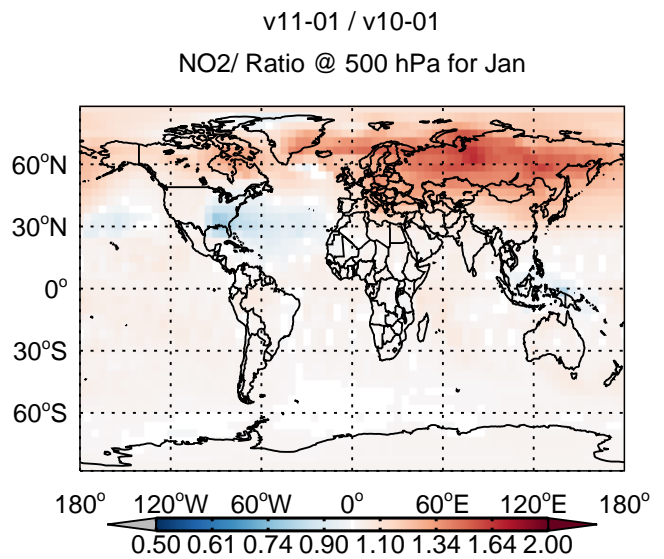 v11-01 / v10-01
NO2/ Ratio @ 500 hPa for Jan
60°N
30°N
0°
30°S
60°S
180° 120°W 60°W 0° 60°E 120°E 180°
0.50 0.61 0.74 0.90 1.10 1.34 1.64 2.00